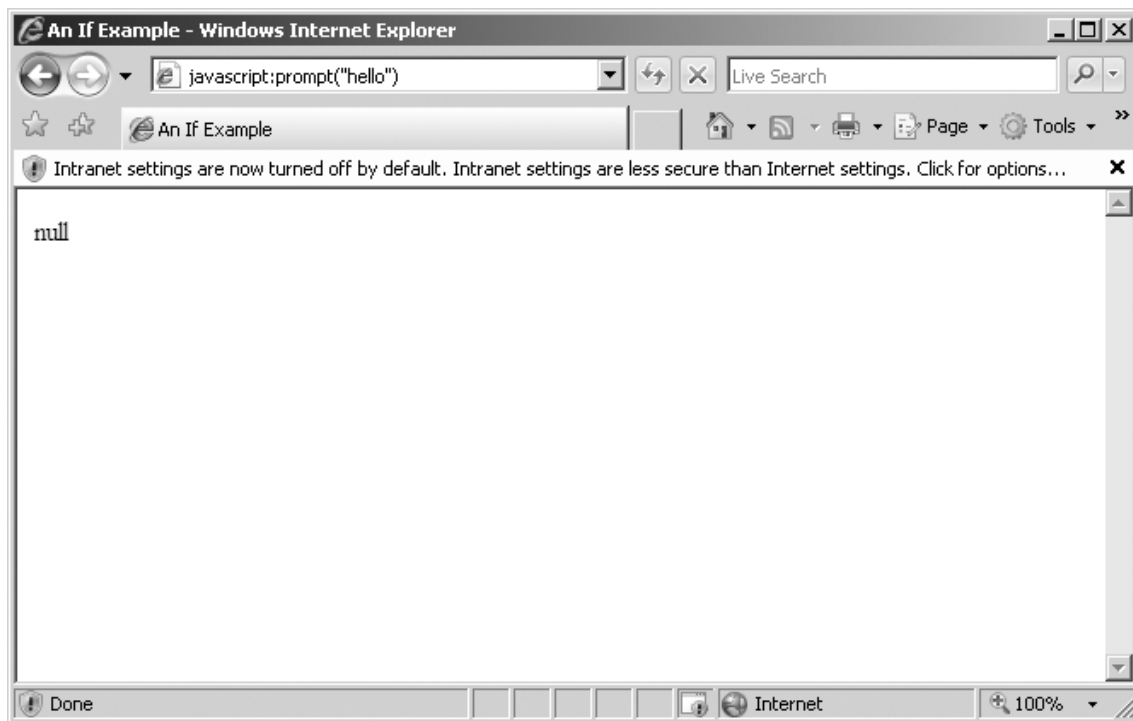 An If Example - Windows Internet Explorer
javascript:prompt("hello")
Live Search
An If Example
Page
Tools
»
Intranet settings are now turned off by default. Intranet settings are less secure than Internet settings. Click for options...
null
Done
Internet
100%